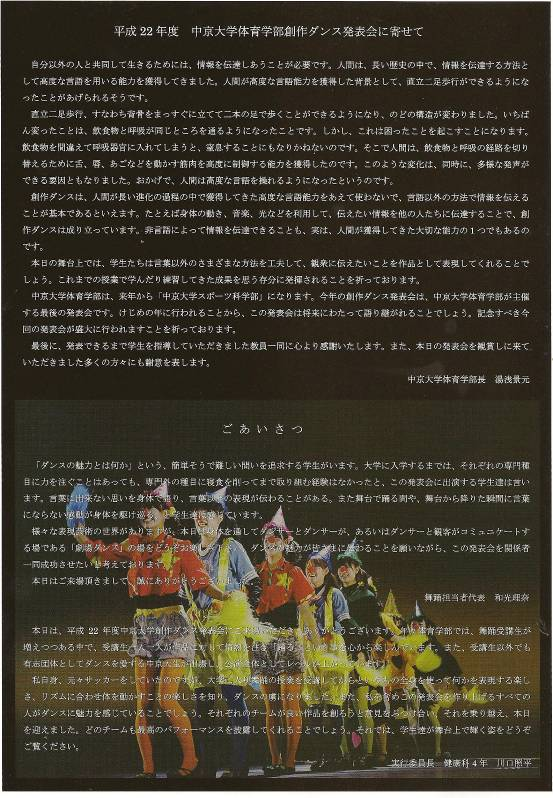 平成 22 年度　中京大学体育学部創作ダンス発表会に寄せて
自分以外の人と共同して生きるためには、情報を伝達しあうことが必要です。人間は、長い歴史の中で、情報を伝達する方法と
して高度な言語を用いる能力を獲得してきました。人間が高度な言語能力を獲得した背景として、直立二足歩行ができるようにな
ったことがあげられるそうです。
直立二足歩行、すなわち背骨をまっすぐに立てて二本の足で歩くことができるようになり、のどの構造が変わりました。いちば
ん変ったことは、飲食物と呼吸が同じところを通るようになったことです。しかし、これは困ったことを起こすことになります。
飲食物を間違えて呼吸器官に入れてしまうと、窒息することにもなりかねないのです。そこで人間は、飲食物と呼吸の経路を切り
替えるために舌、唇、あごなどを動かす筋肉を高度に制御する能力を獲得したのです。このような変化は、同時に、多様な発声が
できる要因ともなりました。おかげで、人間は高度な言語を操れるようになったというのです。
創作ダンスは、人間が長い進化の過程の中で獲得してきた高度な言語能力をあえて使わないで、言語以外の方法で情報を伝える
ことが基本であるといえます。たとえば身体の動き、音楽、光などを利用して、伝えたい情報を他の人たちに伝達することで、創
作ダンスは成り立っています。非言語によって情報を伝達できることも、実は、人間が獲得してきた大切な能力の１つでもあるの
です。
本日の舞台上では、学生たちは言葉以外のさまざまな方法を工夫して、観衆に伝えたいことを作品として表現してくれることで
しょう。これまでの授業で学んだり練習してきた成果を思う存分に発揮されることを祈っております。
中京大学体育学部は、来年から「中京大学スポーツ科学部」になります。今年の創作ダンス発表会は、中京大学体育学部が主催
する最後の発表会です。けじめの年に行われることから、この発表会は将来にわたって語り継がれることでしょう。記念すべき今
回の発表会が盛大に行われますことを祈っております。
最後に、発表できるまで学生を指導していただきました教員一同に心より感謝いたします。また、本日の発表会を観賞しに来て
いただきました多くの方々にも謝意を表します。
中京大学体育学部長　湯浅景元
ごあいさつ
「ダンスの魅力とは何か」という、簡単そうで難しい問いを追求する学生がいます。大学に入学するまでは、それぞれの専門種
目に力を注ぐことはあっても、専門外の種目に寝食を削ってまで取り組む経験はなかったと、この発表会に出演する学生達は言い
ます。言葉に出来ない思いを身体で語り、言葉以上の表現が伝わることがある。また舞台で踊る間や、舞台から降りた瞬間に言葉に
ならない感動が身体を駆け巡ると、学生達は感じています。
様々な表現芸術の世界がありますが、本日は身体を通してダンサーとダンサーが、あるいはダンサーと観客がコミュニケートす
る場である「劇場ダンス」の場をどうぞお楽しみ下さい。ダンスの魅力が皆さまに伝わることを願いながら、この発表会を関係者
一同成功させたいと考えております。
本日はご来場頂きまして、誠にありがとうございました。
舞踊担当者代表　和光理奈
本日は、平成 22 年度中京大学創作ダンス発表会にご来場いただき、ありがとうございます。体育学部では、舞踊受講生が
増えつつある中で、受講生 一人が作品に対して情熱を注ぎ「踊る」という事を心から楽しんでいます。また、受講生以外でも
有志団体としてダンスを愛する中京大生が出演し、公演全体としてレベル
私自身、元々サッカーをしていたのですが、大学に入り舞踊の授業を受講してからというもの全身を使って何かを表現する楽し
さ、リズムに合わせ体を動かすことの楽しさを知り、ダンスの虜になりました。また、私を含めこの発表会を作り上げるすべての
人がダンスに魅力を感じていることでしょう。それぞれのチームが良い作品を創ろうと意見をぶつけ合い、それを乗り越え、本日
を迎えました。どのチームも最高のパフォーマンスを披露してくれることでしょう。それでは、学生達が舞台上で輝く姿をどうぞ
ご覧ください。
実行委員長　健康科４年　川口照平